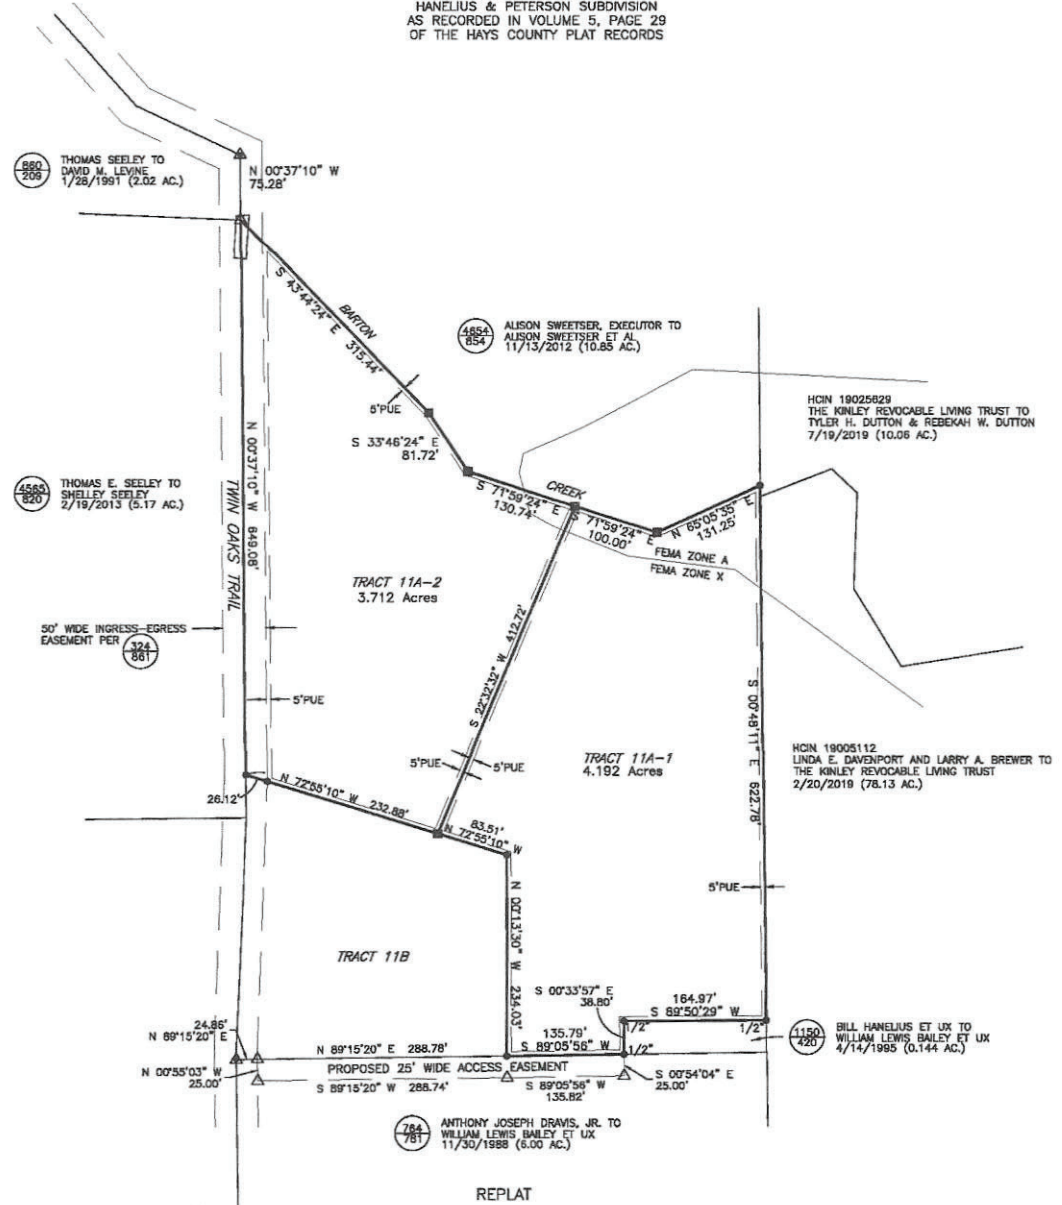 HANELIUS & PETERSON SUBDIVISION
AS RECORDED IN VOLUME 5, PAGE 29
OF THE HAYS COUNTY PLAT RECORDS
860
209
THOMAS SEELEY TO
DAVID M. LEVINE
1/28/1991 (2.02 AC.)
N 00°37'10" W
75.28'
S 43°44'24" E 315.44'
BARTON
4654
854
ALISON SWEETSER, EXECUTOR TO
ALISON SWEETSER ET AL
11/13/2012 (10.85 AC.)
5'PUE
HCIN 19025629
THE KINLEY REVOCABLE LIVING TRUST TO
TYLER H. DUTTON & REBEKAH W. DUTTON
7/19/2019 (10.06 AC.)
S 33°46'24" E
81.72'
4565
820
THOMAS E. SEELEY TO
SHELLEY SEELEY
2/19/2013 (5.17 AC.)
N 00°37'10" W 649.08'
TWIN OAKS TRAIL
CREEK
S 71°59'24" E
130.74'
S 71°59'24" E
100.00'
N 65°05'35" E
131.25'
FEMA ZONE A
FEMA ZONE X
TRACT 11A-2
3.712 Acres
50' WIDE INGRESS-EGRESS
EASEMENT PER
324
861
S 22°32'32" W 412.72'
5'PUE
S 00°48'11" E 622.78'
TRACT 11A-1
4.192 Acres
HCIN 19005112
LINDA E. DAVENPORT AND LARRY A. BREWER TO
THE KINLEY REVOCABLE LIVING TRUST
2/20/2019 (78.13 AC.)
5'PUE
5'PUE
26.12'
N 72°55'10" W 232.88'
83.51'
N 72°55'10" W
5'PUE
N 00°13'30" W 234.03'
TRACT 11B
S 00°33'57" E
38.80'
164.97'
S 89°50'29" W
1/2"
1/2"
24.86'
N 89°15'20" E
135.79'
S 89°05'56" W
1/2"
1150
420
BILL HANELIUS ET UX TO
WILLIAM LEWIS BAILEY ET UX
4/14/1995 (0.144 AC.)
N 89°15'20" E 288.78'
N 00°55'03" W
25.00'
PROPOSED 25' WIDE ACCESS EASEMENT
S 00°54'04" E
25.00'
S 89°15'20" W 288.74'
S 89°05'56" W
135.82'
764
781
ANTHONY JOSEPH DRAVIS, JR. TO
WILLIAM LEWIS BAILEY ET UX
11/30/1988 (6.00 AC.)
REPLAT